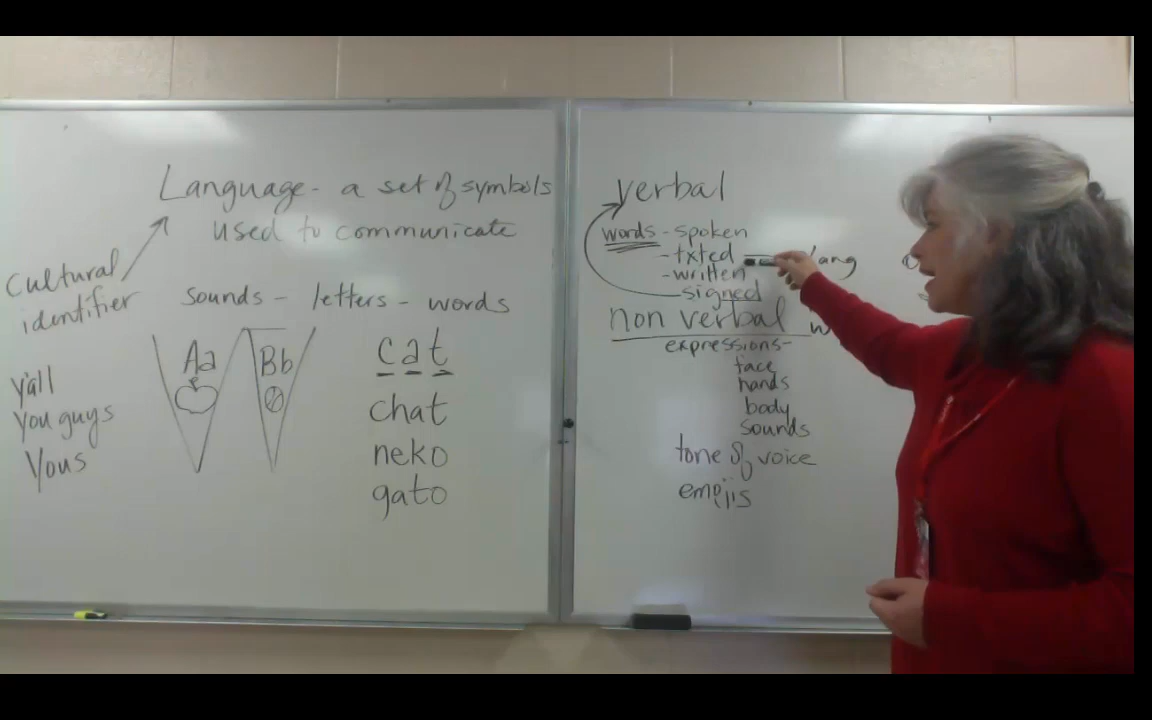 Language - a set of symbols
used to communicate
Cultural
identifier
sounds - letters - words
Aa Bb
y'all
you guys
yous
cat
chat
neko
gato
verbal
words - spoken
- txted
- written
signed
non verbal
expressions-
face
hands
body
sounds
tone of voice
emojis